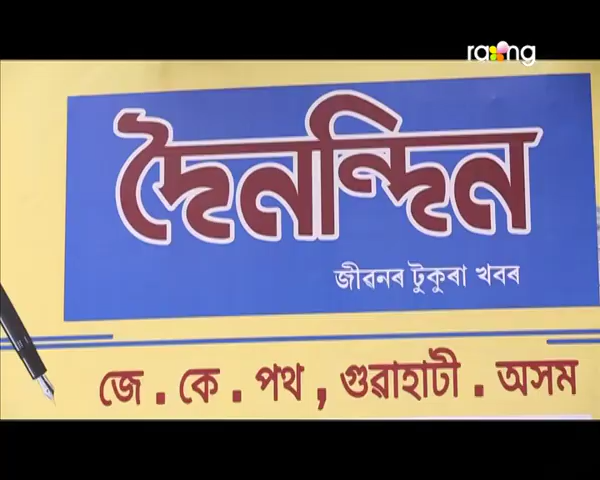 rang
দৈনন্দিন
জীৱনৰ টুকুৰা খবৰ
জে . কে . পথ , গুৱাহাটী . অসম